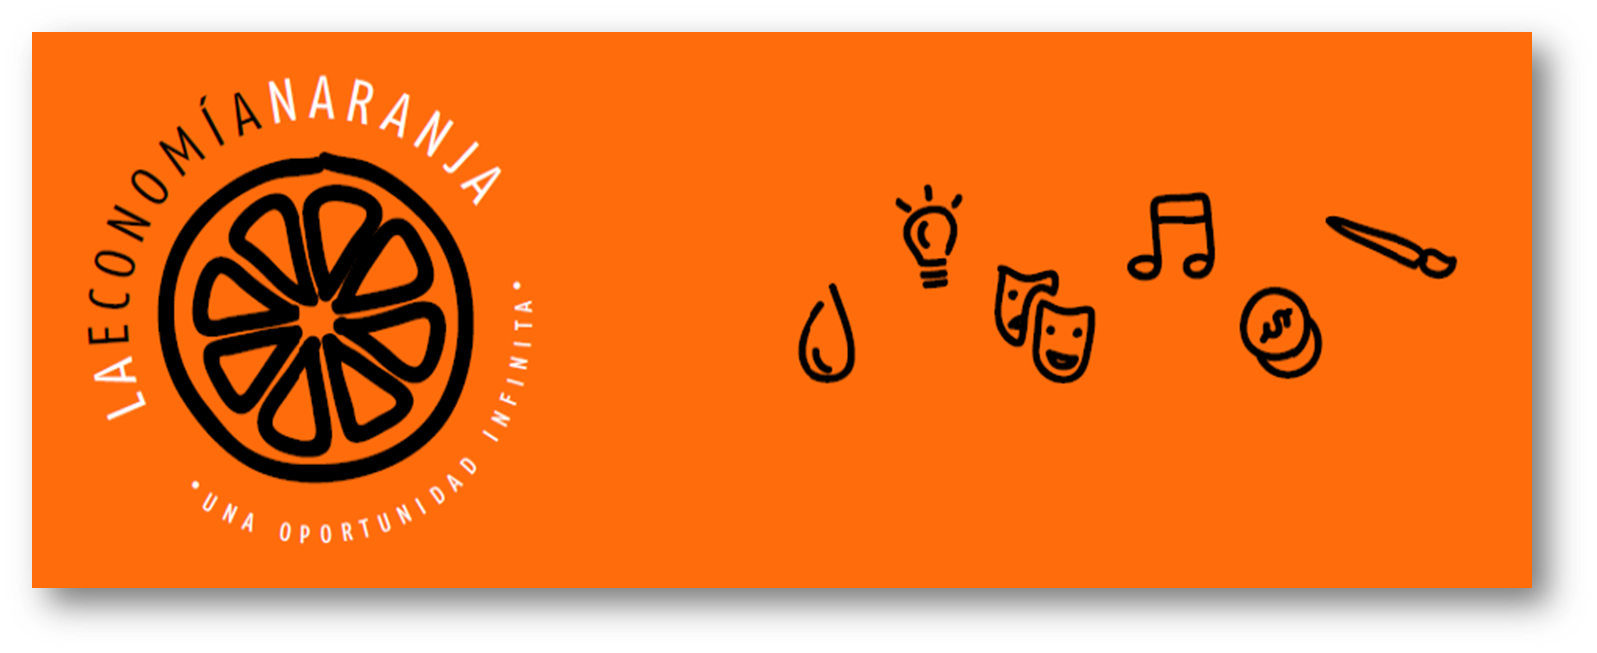 LAECONOMÍANARANJA
•UNA OPORTUNIDAD INFINITA•
$